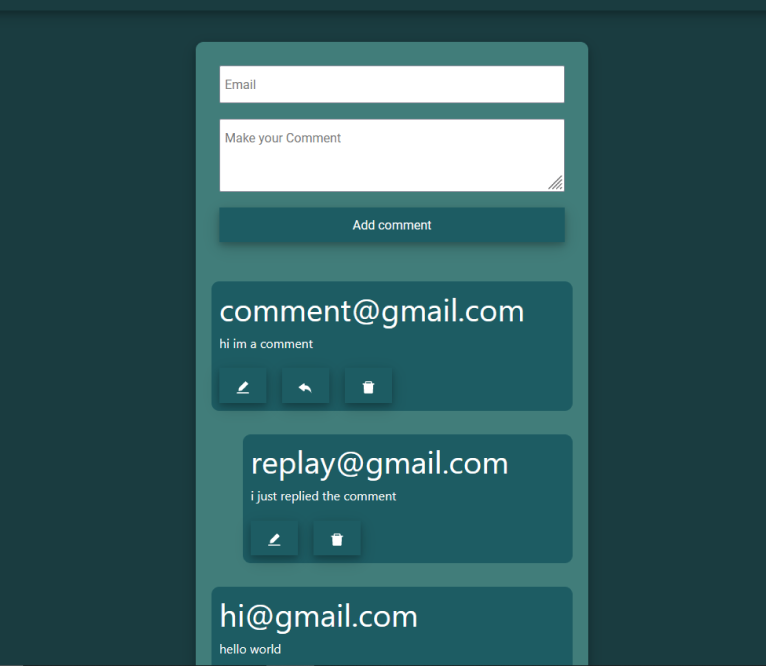 Email
Make your Comment
Add comment
comment@gmail.com
hi im a comment
replay@gmail.com
i just replied the comment
hi@gmail.com
hello world